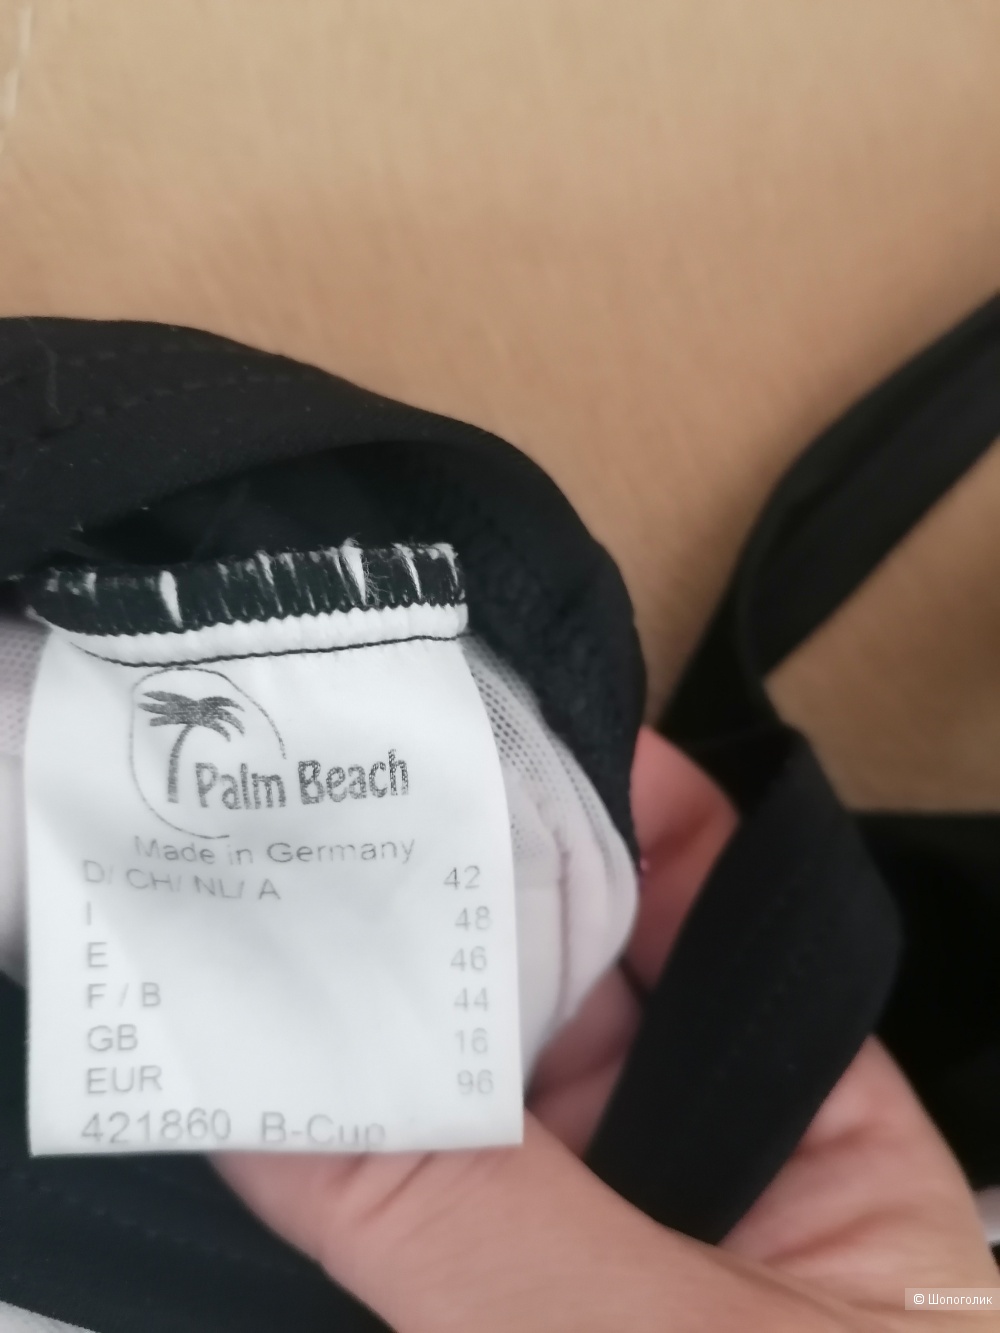 Palm Beach
Made in Germany
D/ CH/ NL/ A 42
I 48
E 46
F / B 44
GB 16
EUR 96
421860 B-Cup
© Шопоголик